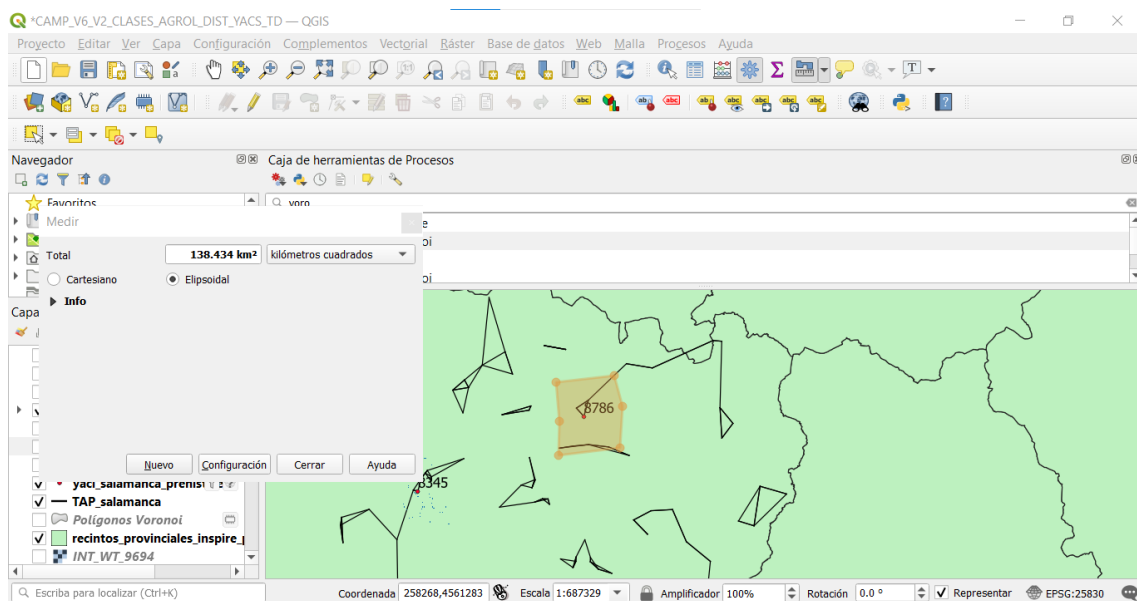 *CAMP_V6_V2_CLASES_AGROL_DIST_YACS_TD — QGIS
Proyecto Editar Ver Capa Configuración Complementos Vectorial Ráster Base de datos Web Malla Procesos Ayuda
Navegador
Caja de herramientas de Procesos
Favoritos
voro
Medir
Total 138.434 km² kilómetros cuadrados
Cartesiano Elipsoidal
Info
Capa
8786
Nuevo Configuración Cerrar Ayuda
8345
TAP_salamanca
Polígonos Voronoi
recintos_provinciales_inspire_
INT_WT_9694
Escriba para localizar (Ctrl+K) Coordenada 258268,4561283 Escala 1:687329 Amplificador 100% Rotación 0.0 ° Representar EPSG:25830